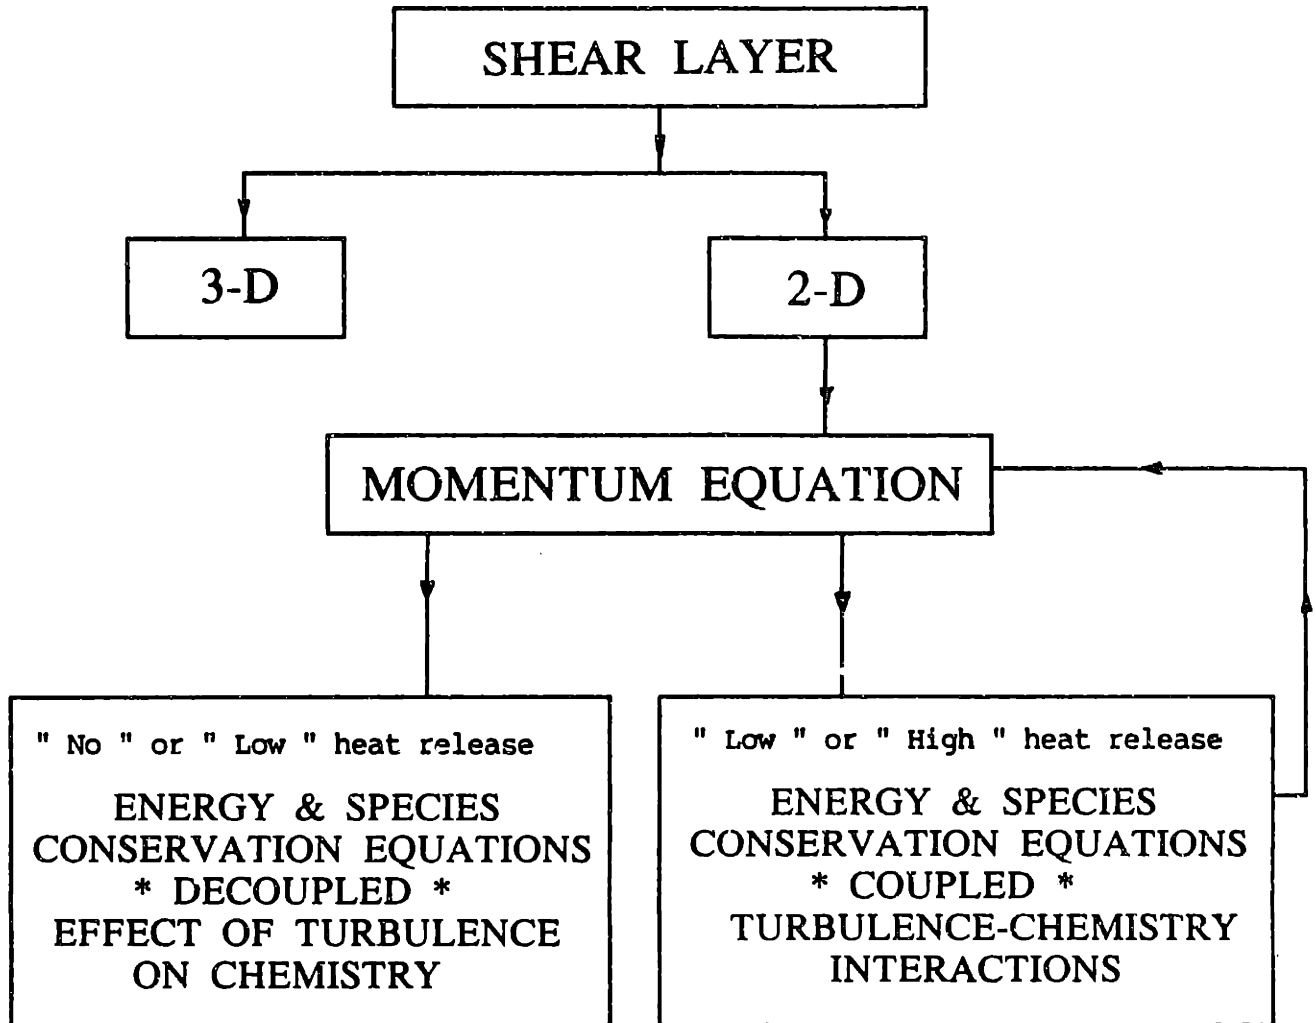 SHEAR LAYER
3-D
2-D
MOMENTUM EQUATION
" No " or " Low " heat release
ENERGY & SPECIES
CONSERVATION EQUATIONS
* DECOUPLED *
EFFECT OF TURBULENCE
ON CHEMISTRY
" Low " or " High " heat release
ENERGY & SPECIES
CONSERVATION EQUATIONS
* COUPLED *
TURBULENCE-CHEMISTRY
INTERACTIONS